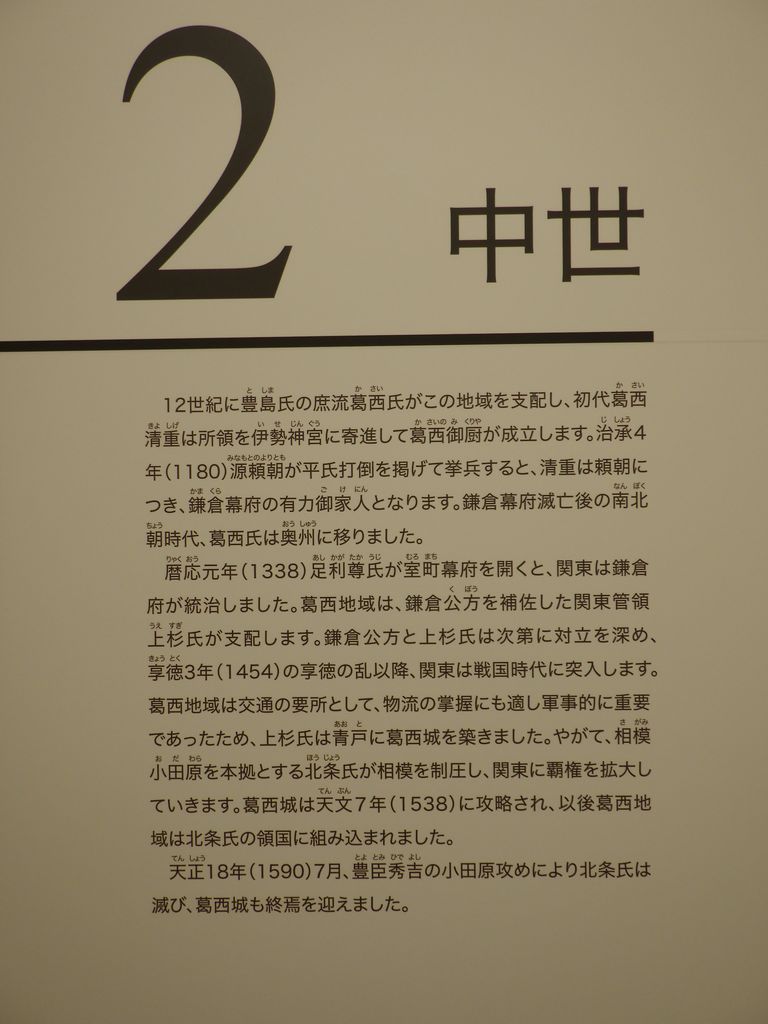 2
中世
12世紀に豊島氏の庶流葛西氏がこの地域を支配し、初代葛西
清重は所領を伊勢神宮に寄進して葛西御厨が成立します。治承4
年(1180)源頼朝が平氏打倒を掲げて挙兵すると、清重は頼朝に
つき、鎌倉幕府の有力御家人となります。鎌倉幕府滅亡後の南北
朝時代、葛西氏は奥州に移りました。
暦応元年(1338)足利尊氏が室町幕府を開くと、関東は鎌倉
府が統治しました。葛西地域は、鎌倉公方を補佐した関東管領
上杉氏が支配します。鎌倉公方と上杉氏は次第に対立を深め、
享徳3年(1454)の享徳の乱以降、関東は戦国時代に突入します。
葛西地域は交通の要所として、物流の掌握にも適し軍事的に重要
であったため、上杉氏は青戸に葛西城を築きました。やがて、相模
小田原を本拠とする北条氏が相模を制圧し、関東に覇権を拡大し
ていきます。葛西城は天文7年(1538)に攻略され、以後葛西地
域は北条氏の領国に組み込まれました。
天正18年(1590)7月、豊臣秀吉の小田原攻めにより北条氏は
滅び、葛西城も終焉を迎えました。